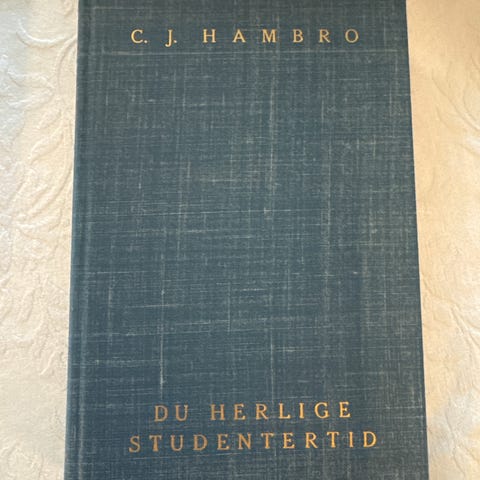 C. J. HAMBRO
DU HERLIGE
STUDENTERTID